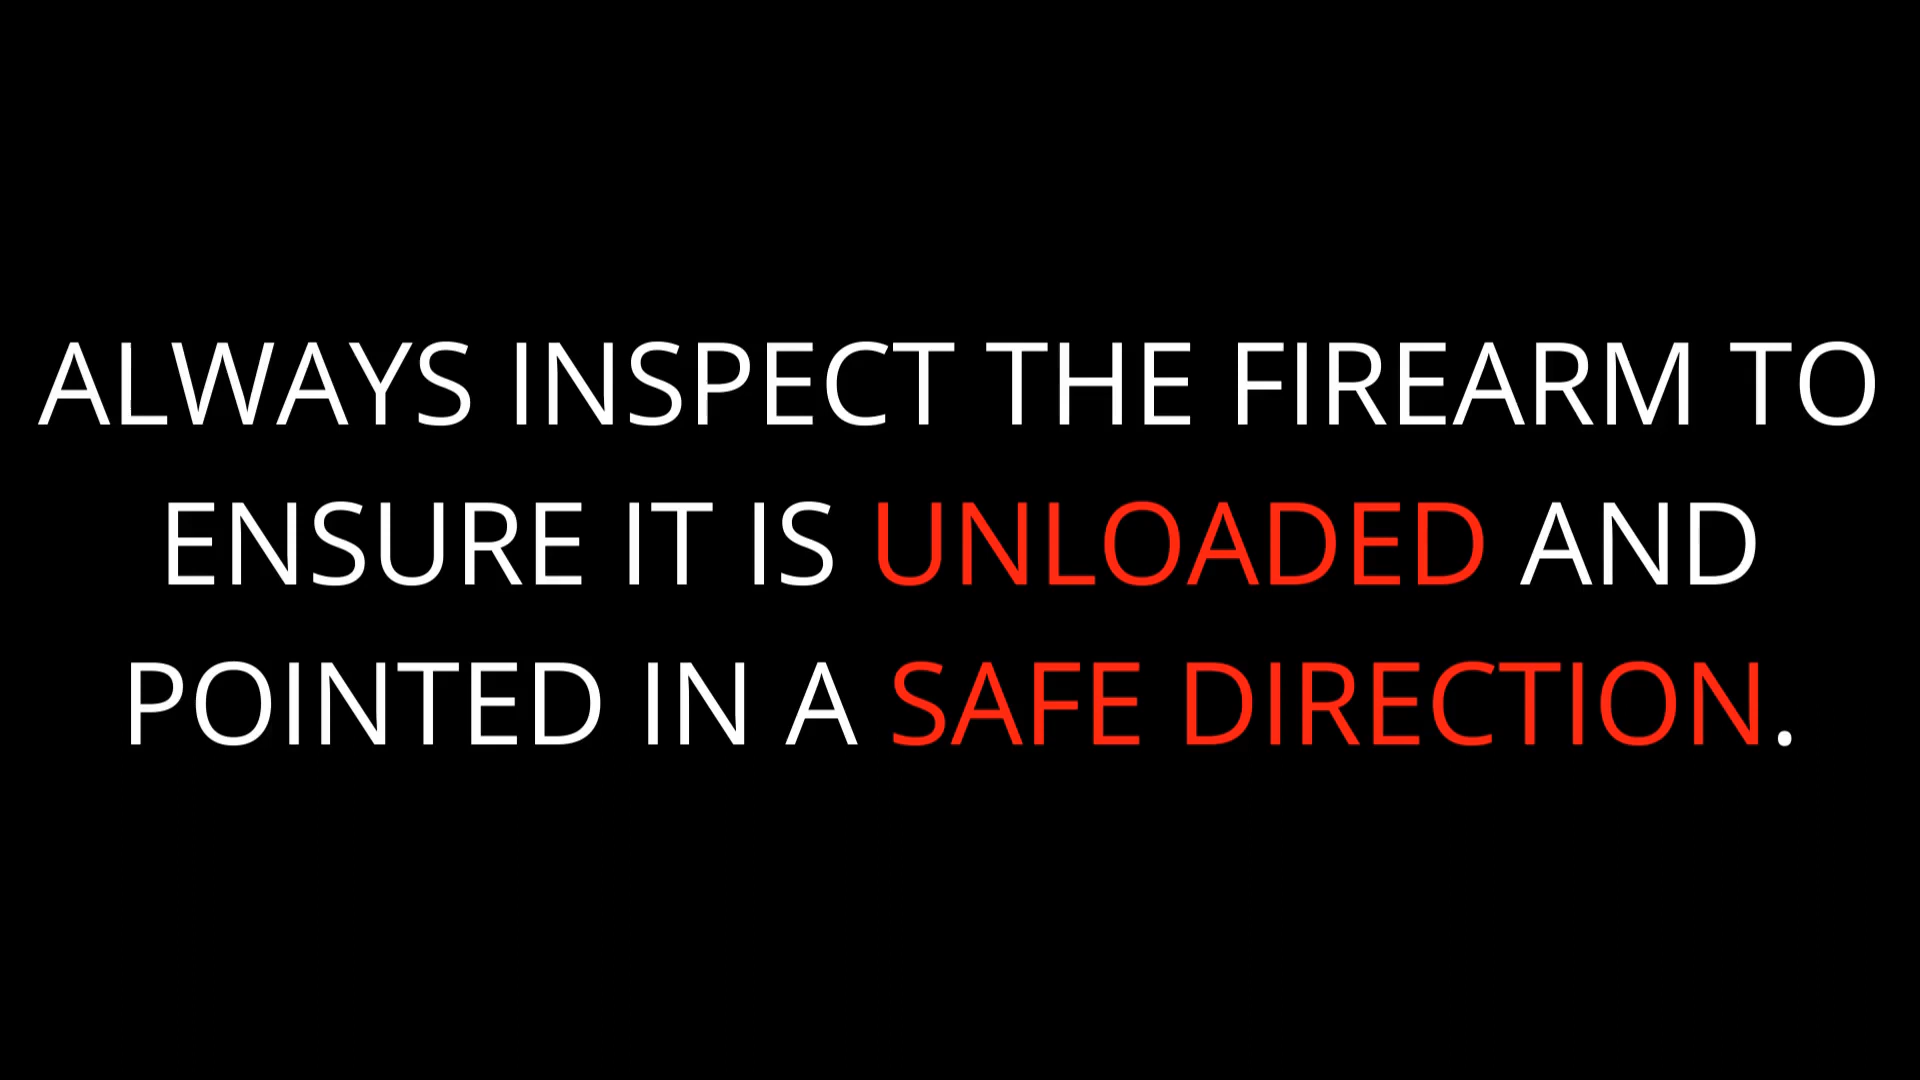 ALWAYS INSPECT THE FIREARM TO
ENSURE IT IS UNLOADED AND
POINTED IN A SAFE DIRECTION.